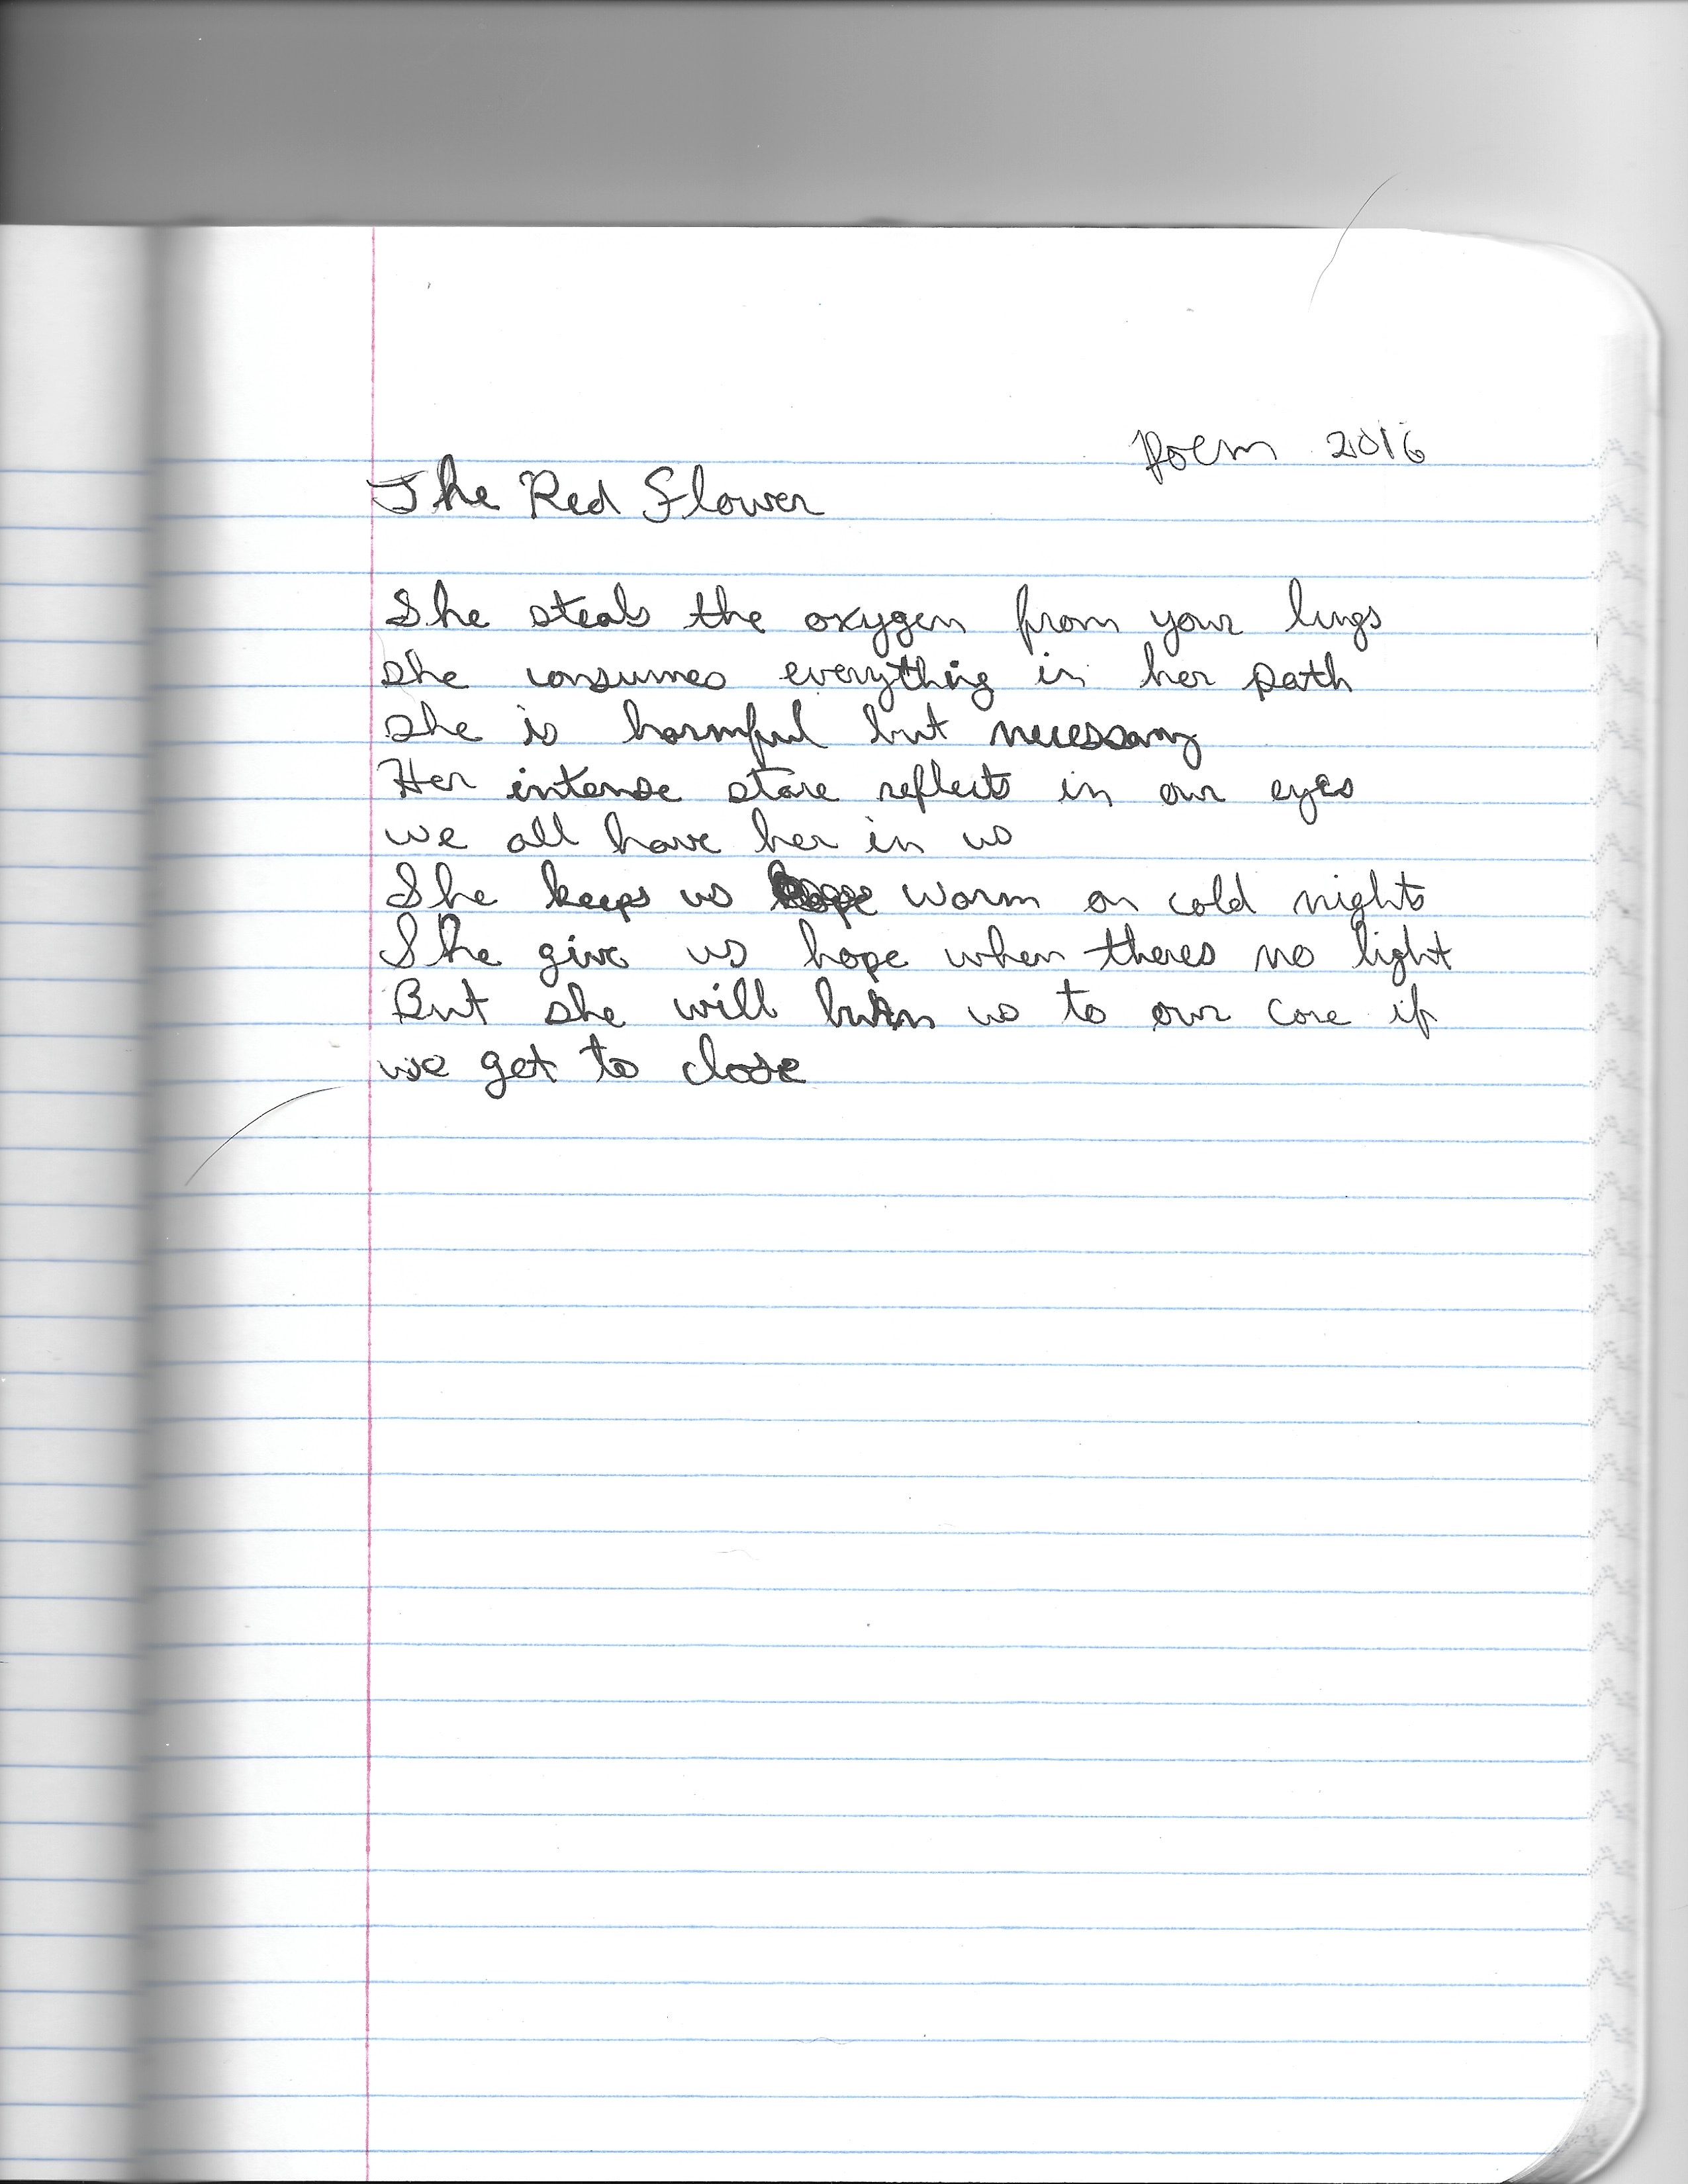 poem 2016
The Red Flower
She steals the oxygen from your lungs
she consumes everything in her path
she is harmful but necessary
Her intense stare reflects in our eyes
we all have her in us
She keeps us warm on cold nights
She give us hope when theres no light
But she will burn us to our core if
we get to close